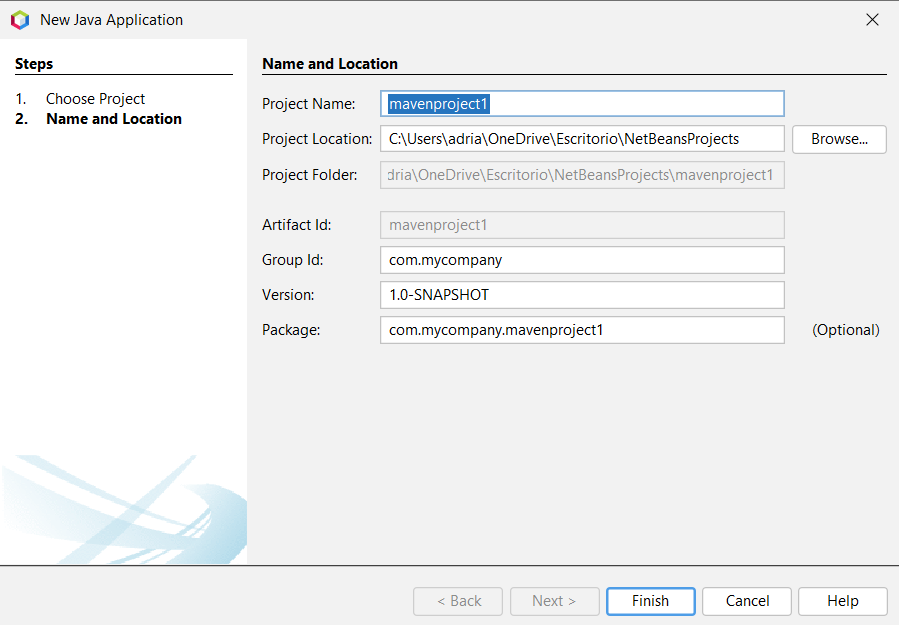 New Java Application
Steps
1. Choose Project
2. Name and Location
Name and Location
Project Name: mavenproject1
Project Location: C:\Users\adria\OneDrive\Escritorio\NetBeansProjects Browse...
Project Folder: dria\OneDrive\Escritorio\NetBeansProjects\mavenproject1
Artifact Id: mavenproject1
Group Id: com.mycompany
Version: 1.0-SNAPSHOT
Package: com.mycompany.mavenproject1 (Optional)
< Back Next > Finish Cancel Help